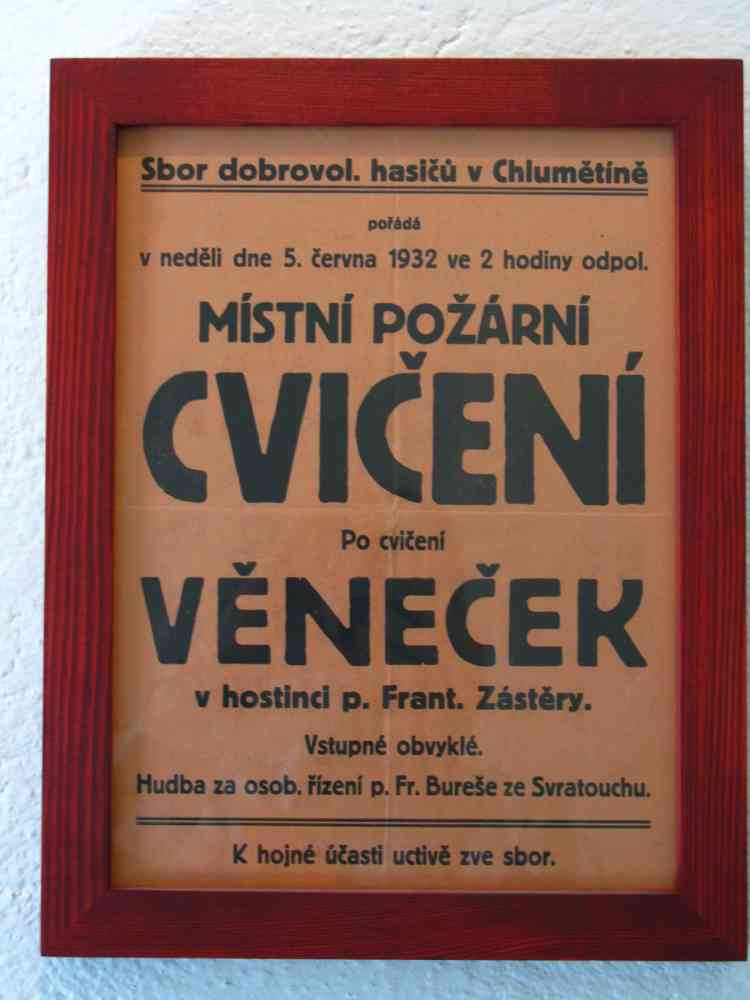 Sbor dobrovol. hasičů v Chlumětíně
pořádá
v neděli dne 5. června 1932 ve 2 hodiny odpol.
MÍSTNÍ POŽÁRNÍ
CVIČENÍ
Po cvičení
VĚNEČEK
v hostinci p. Frant. Zástěry.
Vstupné obvyklé.
Hudba za osob. řízení p. Fr. Bureše ze Svratouchu.
K hojné účasti uctivě zve sbor.